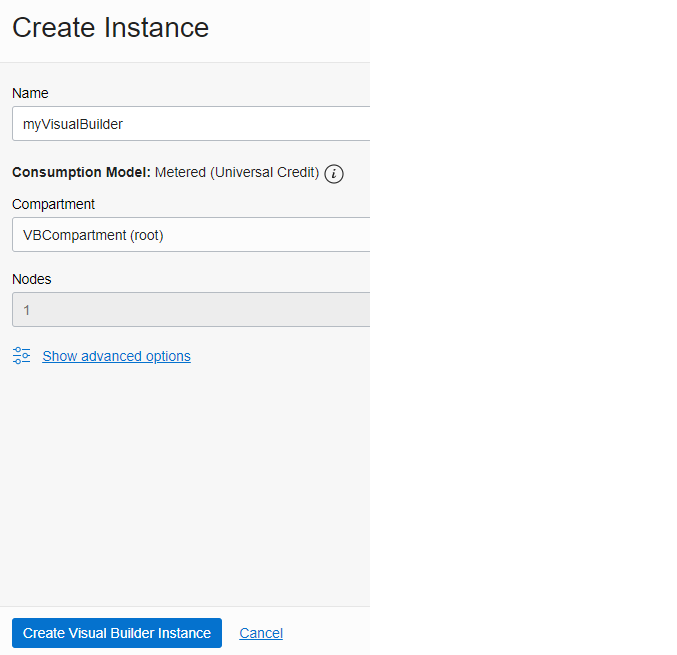 Create Instance
Name
myVisualBuilder
Consumption Model: Metered (Universal Credit) i
Compartment
VBCompartment (root)
Nodes
1
Show advanced options
Create Visual Builder Instance Cancel